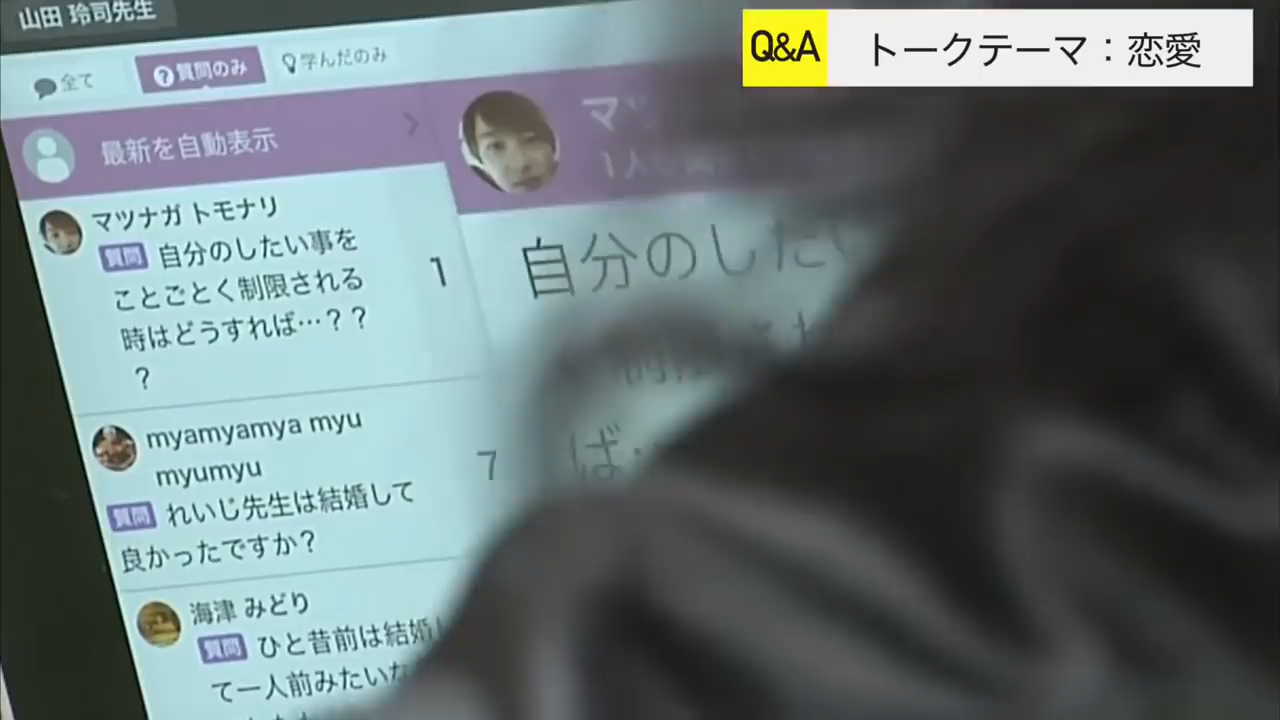 山田 玲司先生
Q&A
トークテーマ：恋愛
全て
質問のみ
学んだのみ
最新を自動表示
マツナガ トモナリ
質問 自分のしたい事を
ことごとく制限される
時はどうすれば…？？
？
1
myamyamya myu
myumyu
質問 れいじ先生は結婚して
良かったですか？
7
海津 みどり
質問 ひと昔前は結婚し
て一人前みたいな
マツ
1人
自分のしたい
ば…